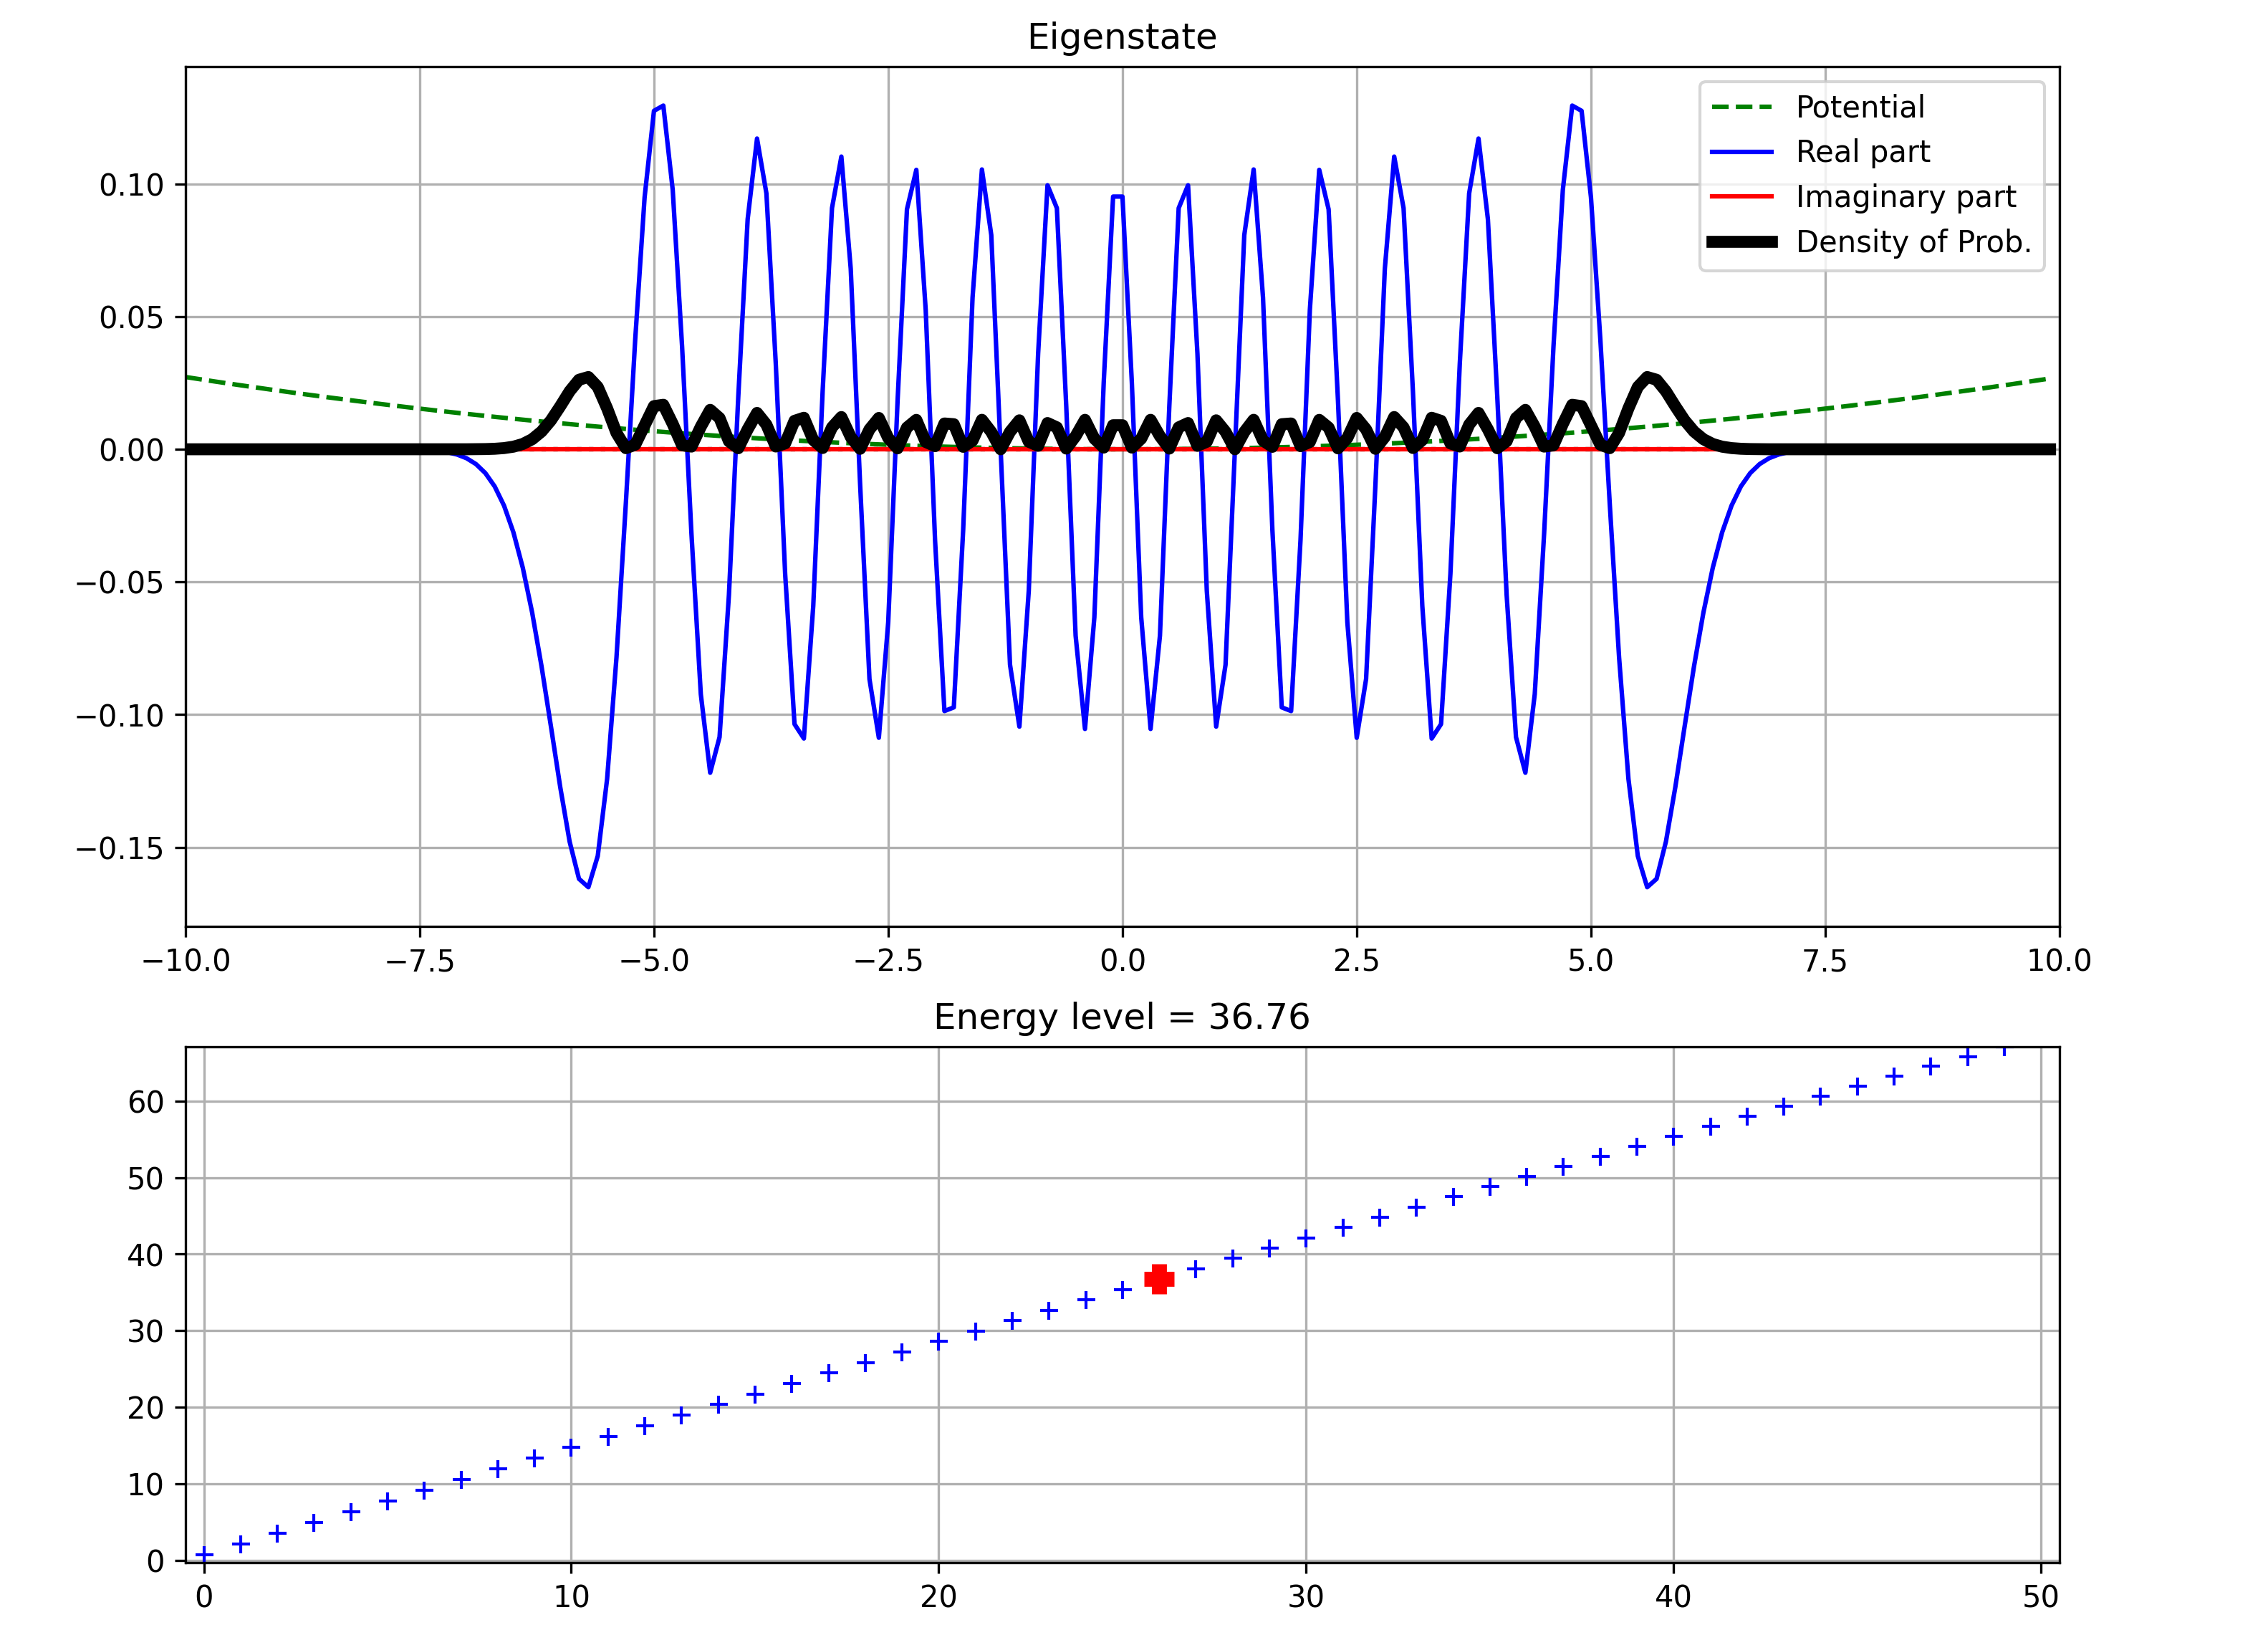 Eigenstate
Potential
Real part
Imaginary part
Density of Prob.
0.10
0.05
0.00
−0.05
−0.10
−0.15
−10.0 −7.5 −5.0 −2.5 0.0 2.5 5.0 7.5 10.0
Energy level = 36.76
60
50
40
30
20
10
0
0 10 20 30 40 50